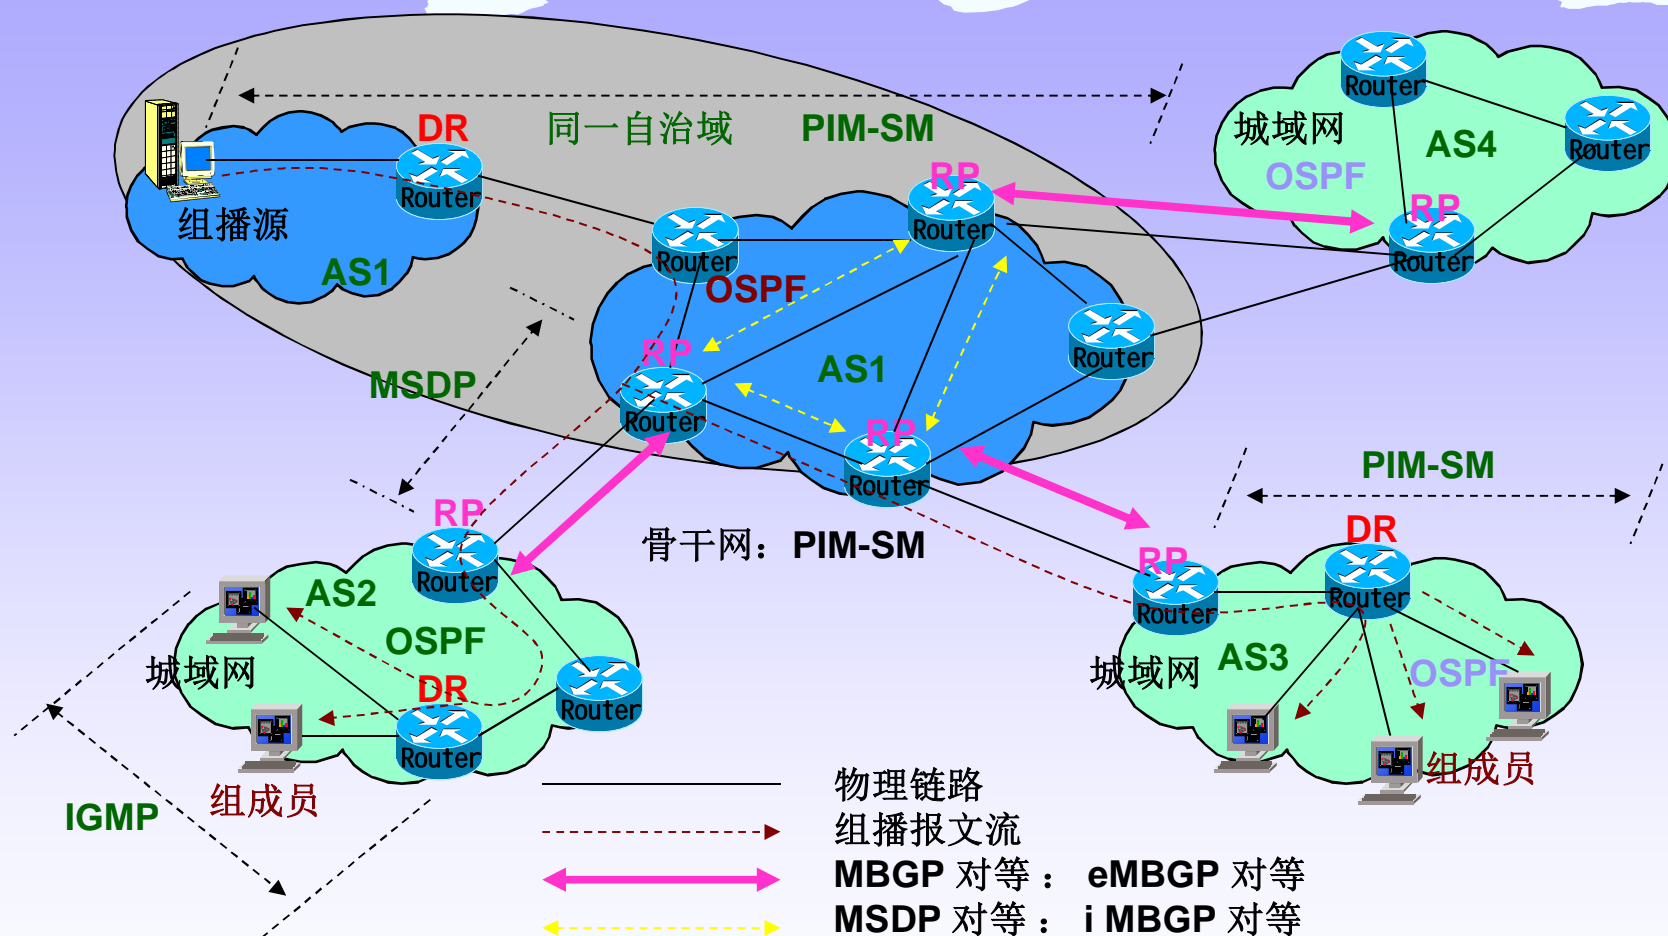 Router
城域网
AS4
Router
OSPF
RP
Router
同一自治域 PIM-SM
DR
Router
组播源
AS1
RP
Router
Router
OSPF
RP
Router
AS1
Router
RP
Router
MSDP
骨干网：PIM-SM
PIM-SM
RP
Router
AS2
OSPF
城域网
DR
Router
Router
组成员
IGMP
RP
Router
DR
Router
城域网
AS3
OSPF
组成员
物理链路
组播报文流
MBGP 对等： eMBGP 对等
MSDP 对等： i MBGP 对等